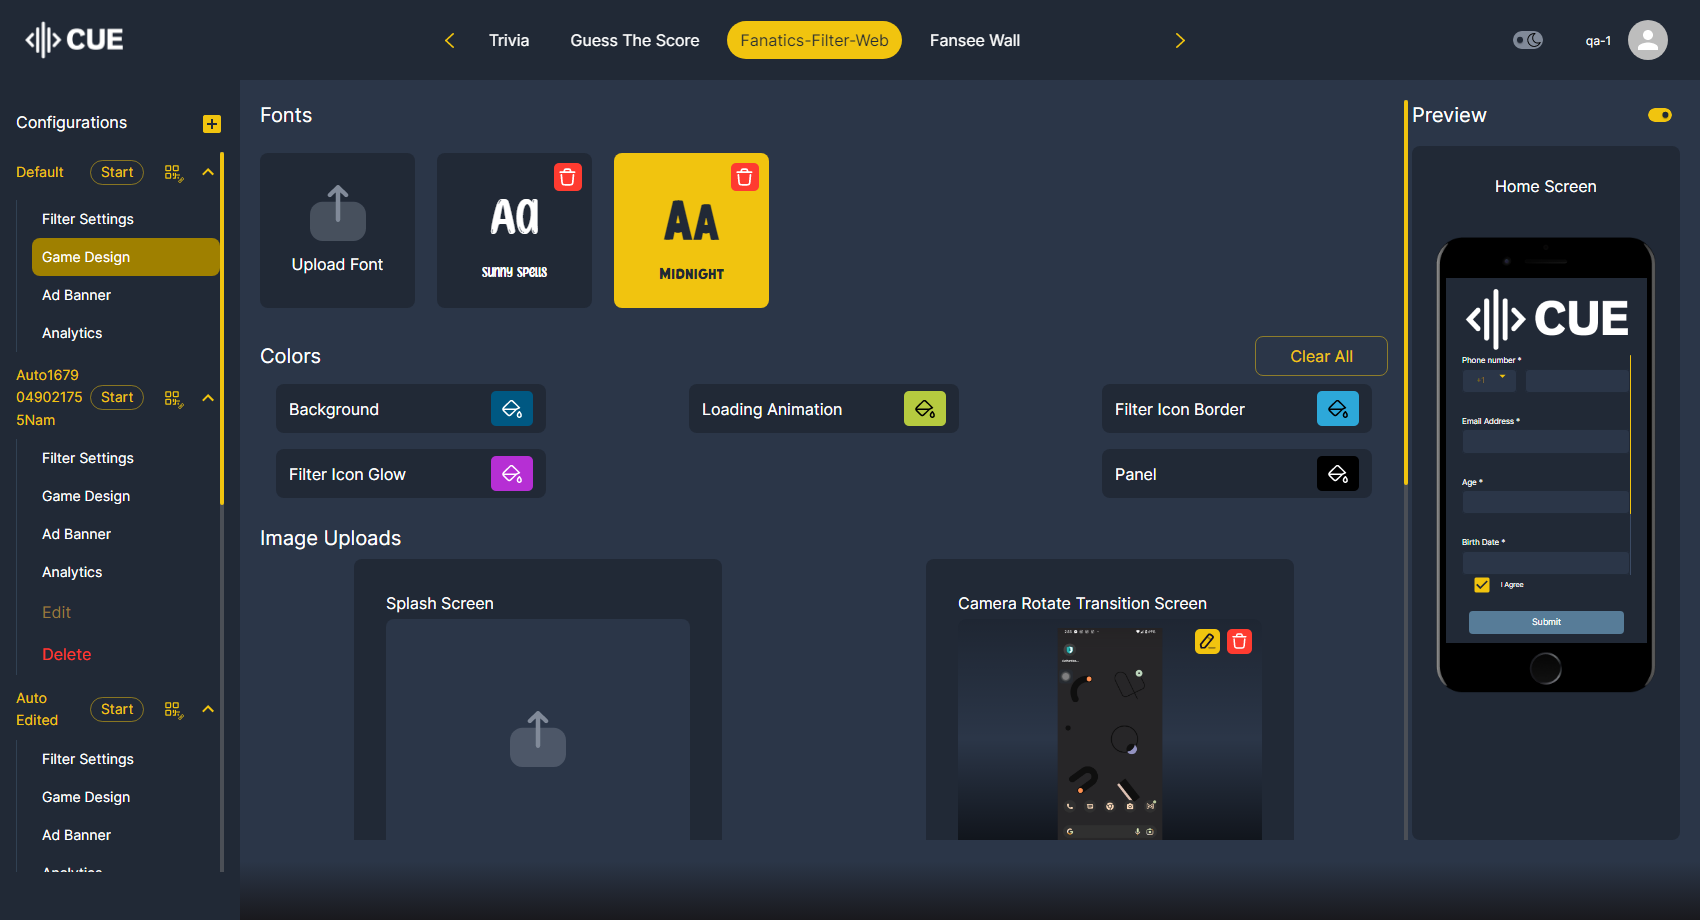 CUE
Trivia
Guess The Score
Fanatics-Filter-Web
Fansee Wall
qa-1
Configurations
Default
Start
Filter Settings
Game Design
Ad Banner
Analytics
Auto1679
04902175
5Nam
Start
Filter Settings
Game Design
Ad Banner
Analytics
Edit
Delete
Auto
Edited
Start
Filter Settings
Game Design
Ad Banner
Analytics
Fonts
Upload Font
Aa
Sunny Spells
AA
MIDNIGHT
Colors
Clear All
Background
Loading Animation
Filter Icon Border
Filter Icon Glow
Panel
Image Uploads
Splash Screen
Camera Rotate Transition Screen
Preview
Home Screen
CUE
Phone number *
+1
Email Address *
Age *
Birth Date *
I Agree
Submit